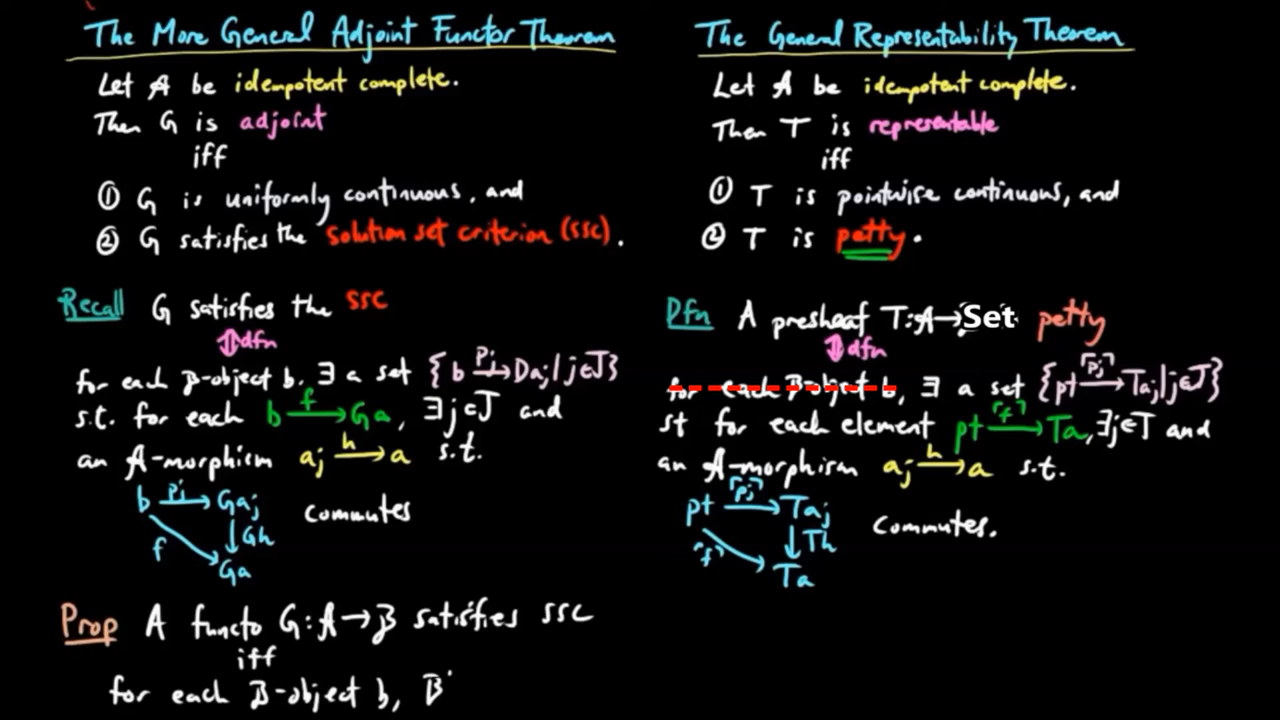 The More General Adjoint Functor Theorem
Let A be idempotent complete.
Then G is adjoint
iff
① G is uniformly continuous, and
② G satisfies the solution set criterion (ssc).
Recall G satisfies the ssc
⇕dfn
for each B-object b, ∃ a set {b pj→ Daj | j∈J}
s.t. for each b f→ Ga, ∃j∈J and
an A-morphism aj h→ a s.t.
b pj→ Gaj commutes
f ↓Gh
Ga
Prop A functo G: A→B satisfies ssc
iff
for each B-object b, B
The General Representability Theorem
Let A be idempotent complete.
Then T is representable
iff
① T is pointwise continuous, and
② T is petty.
Dfn A presheaf T: A→Set petty
⇕dfn
for each B-object b, ∃ a set {pt ⌜pj⌝→ Taj | j∈J}
st for each element pt ⌜f⌝→ Ta, ∃j∈J and
an A-morphism aj h→ a s.t.
pt ⌜pj⌝→ Taj commutes.
⌜f⌝ ↓Th
Ta